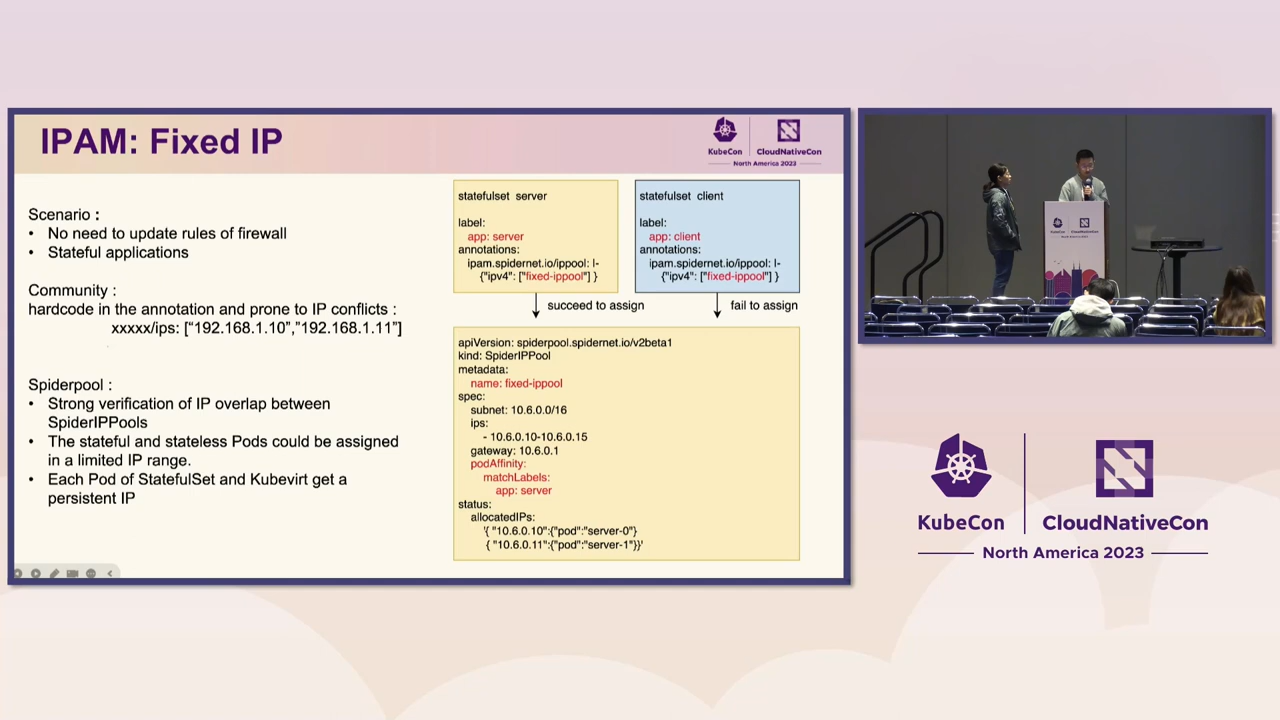 IPAM: Fixed IP
KubeCon
CloudNativeCon
North America 2023
Scenario :
• No need to update rules of firewall
• Stateful applications
Community :
hardcode in the annotation and prone to IP conflicts :
xxxxx/ips: [“192.168.1.10”,”192.168.1.11”]
Spiderpool :
• Strong verification of IP overlap between
SpiderIPPools
• The stateful and stateless Pods could be assigned
in a limited IP range.
• Each Pod of StatefulSet and Kubevirt get a
persistent IP
statefulset server
label:
app: server
annotations:
ipam.spidernet.io/ippool: I-
{"ipv4": ["fixed-ippool"] }
statefulset client
label:
app: client
annotations:
ipam.spidernet.io/ippool: I-
{"ipv4": ["fixed-ippool"] }
succeed to assign
fail to assign
apiVersion: spiderpool.spidernet.io/v2beta1
kind: SpiderIPPool
metadata:
name: fixed-ippool
spec:
subnet: 10.6.0.0/16
ips:
- 10.6.0.10-10.6.0.15
gateway: 10.6.0.1
podAffinity:
matchLabels:
app: server
status:
allocatedIPs:
'{ "10.6.0.10":{"pod":"server-0"}
{ "10.6.0.11":{"pod":"server-1"}}'
KubeCon
CloudNativeCon
North America 2023